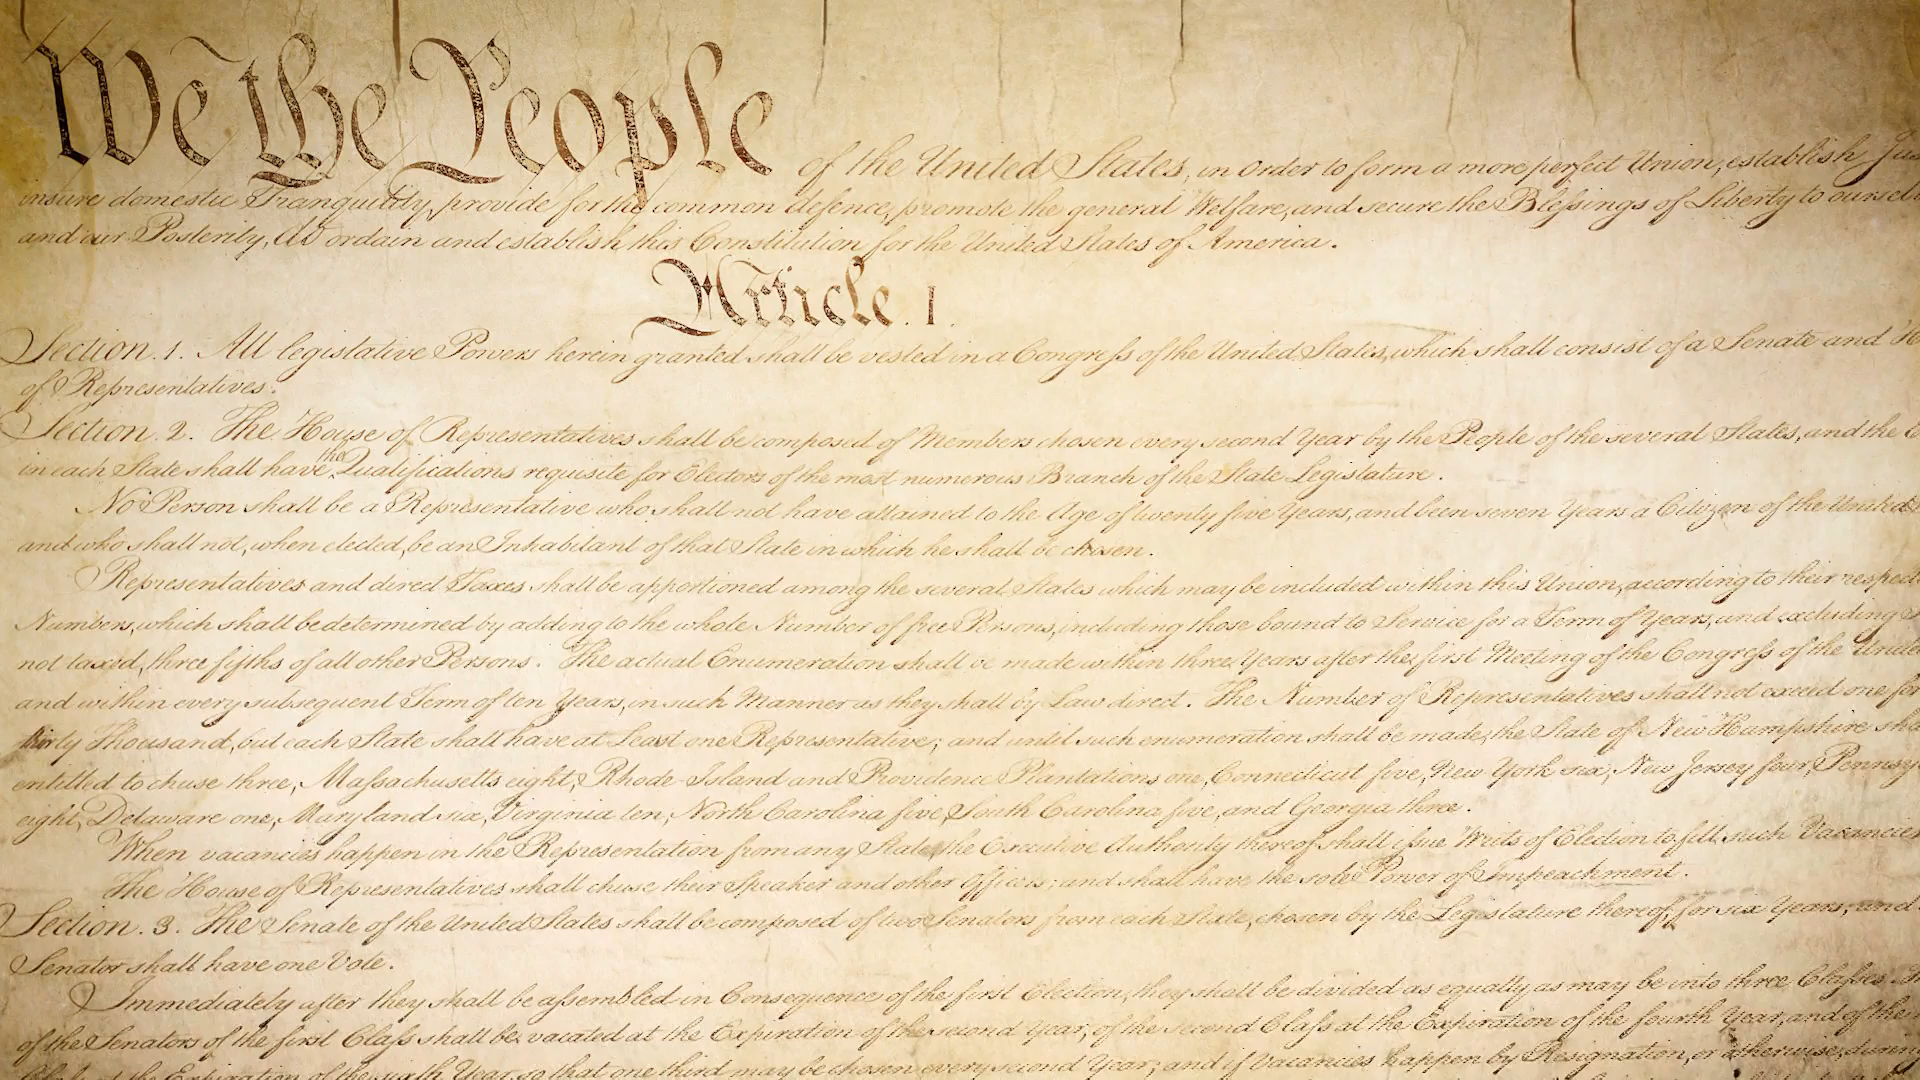 We the People of the United States, in Order to form a more perfect Union, establish Jus
insure domestic Tranquility, provide for the common defence, promote the general Welfare, and secure the Blessings of Liberty to oursel
and our Posterity, do ordain and establish this Constitution for the United States of America.
Article. I.
Section. 1. All legislative Powers herein granted shall be vested in a Congress of the United States, which shall consist of a Senate and H
of Representatives.
Section. 2. The House of Representatives shall be composed of Members chosen every second Year by the People of the several States, and the E
in each State shall have the Qualifications requisite for Electors of the most numerous Branch of the State Legislature.
No Person shall be a Representative who shall not have attained to the Age of twenty five Years, and been seven Years a Citizen of the United
and who shall not, when elected, be an Inhabitant of that State in which he shall be chosen.
Representatives and direct Taxes shall be apportioned among the several States which may be included within this Union, according to their respect
Numbers, which shall be determined by adding to the whole Number of free Persons, including those bound to Service for a Term of Years, and excluding
not taxed, three fifths of all other Persons. The actual Enumeration shall be made within three Years after the first Meeting of the Congress of the Unite
and within every subsequent Term of ten Years, in such Manner as they shall by Law direct. The Number of Representatives shall not exceed one for
thirty Thousand, but each State shall have at Least one Representative; and until such enumeration shall be made, the State of New Hampshire sha
entitled to chuse three, Massachusetts eight, Rhode-Island and Providence Plantations one, Connecticut five, New York six, New Jersey four, Pennsy
eight, Delaware one, Maryland six, Virginia ten, North Carolina five, South Carolina five, and Georgia three.
When vacancies happen in the Representation from any State, the Executive Authority thereof shall issue Writs of Election to fill such Vacancies
The House of Representatives shall chuse their Speaker and other Officers; and shall have the sole Power of Impeachment.
Section. 3. The Senate of the United States shall be composed of two Senators from each State, chosen by the Legislature thereof, for six Years; and
Senator shall have one Vote.
Immediately after they shall be assembled in Consequence of the first Election, they shall be divided as equally as may be into three Classes.
of the Senators of the first Class shall be vacated at the Expiration of the second Year, of the second Class at the Expiration of the fourth Year, and of the
Class at the Expiration of the sixth Year, so that one third may be chosen every second Year; and if Vacancies happen by Resignation, or otherwise, during